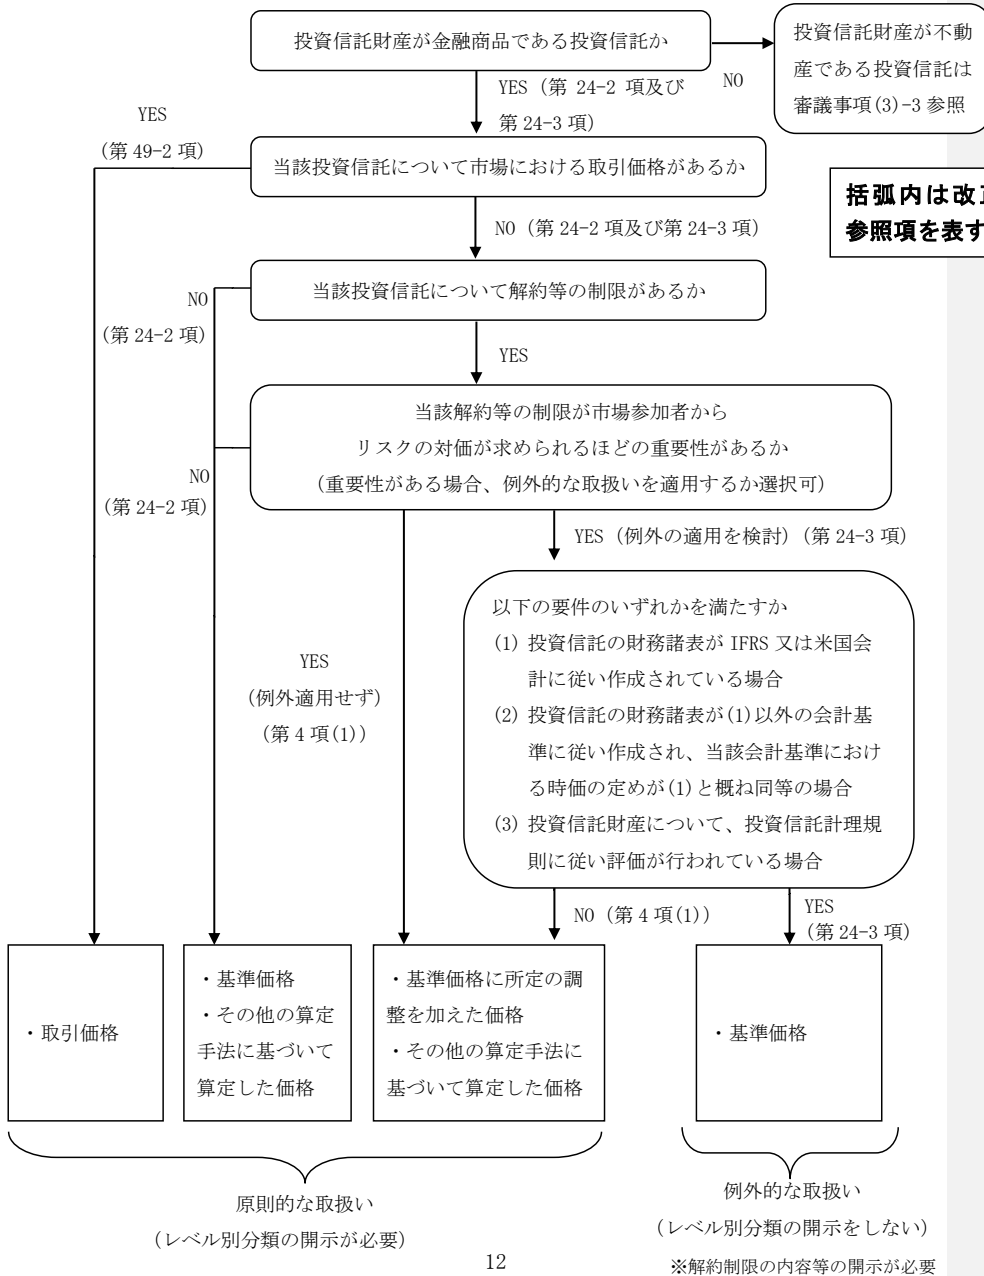 投資信託財産が金融商品である投資信託か
投資信託財産が不動
産である投資信託は
審議事項(3)-3 参照
NO
YES（第 24-2 項及び
第 24-3 項）
YES
（第 49-2 項）
当該投資信託について市場における取引価格があるか
括弧内は改
参照項を表す
NO（第 24-2 項及び第 24-3 項）
当該投資信託について解約等の制限があるか
NO
（第 24-2 項）
YES
当該解約等の制限が市場参加者から
リスクの対価が求められるほどの重要性があるか
（重要性がある場合、例外的な取扱いを適用するか選択可）
NO
（第 24-2 項）
YES（例外の適用を検討）（第 24-3 項）
以下の要件のいずれかを満たすか
(1) 投資信託の財務諸表が IFRS 又は米国会
計に従い作成されている場合
(2) 投資信託の財務諸表が(1)以外の会計基
準に従い作成され、当該会計基準におけ
る時価の定めが(1)と概ね同等の場合
(3) 投資信託財産について、投資信託計理規
則に従い評価が行われている場合
YES
（例外適用せず）
（第 4 項(1)）
NO（第 4 項(1)）
YES
（第 24-3 項）
・取引価格
・基準価格
・その他の算定
手法に基づいて
算定した価格
・基準価格に所定の調
整を加えた価格
・その他の算定手法に
基づいて算定した価格
・基準価格
原則的な取扱い
（レベル別分類の開示が必要）
例外的な取扱い
（レベル別分類の開示をしない）
※解約制限の内容等の開示が必要
12